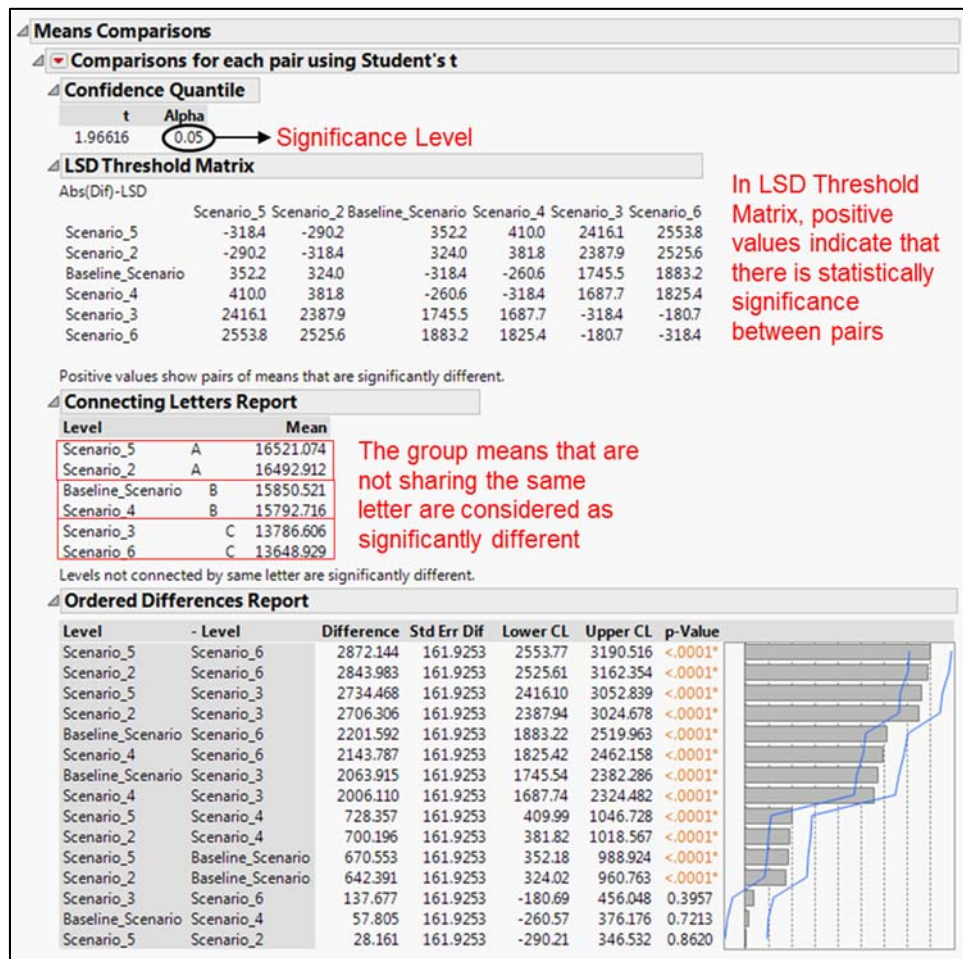 Means Comparisons
Comparisons for each pair using Student's t
Confidence Quantile
t Alpha
1.96616 0.05 Significance Level
LSD Threshold Matrix
Abs(Dif)-LSD
Scenario_5 Scenario_2 Baseline_Scenario Scenario_4 Scenario_3 Scenario_6
Scenario_5 -318.4 -290.2 352.2 410.0 2416.1 2553.8
Scenario_2 -290.2 -318.4 324.0 381.8 2387.9 2525.6
Baseline_Scenario 352.2 324.0 -318.4 -260.6 1745.5 1883.2
Scenario_4 410.0 381.8 -260.6 -318.4 1687.7 1825.4
Scenario_3 2416.1 2387.9 1745.5 1687.7 -318.4 -180.7
Scenario_6 2553.8 2525.6 1883.2 1825.4 -180.7 -318.4
In LSD Threshold
Matrix, positive
values indicate that
there is statistically
significance
between pairs
Positive values show pairs of means that are significantly different.
Connecting Letters Report
Level Mean
Scenario_5 A 16521.074
Scenario_2 A 16492.912
Baseline_Scenario B 15850.521
Scenario_4 B 15792.716
Scenario_3 C 13786.606
Scenario_6 C 13648.929
The group means that are
not sharing the same
letter are considered as
significantly different
Levels not connected by same letter are significantly different.
Ordered Differences Report
Level - Level Difference Std Err Dif Lower CL Upper CL p-Value
Scenario_5 Scenario_6 2872.144 161.9253 2553.77 3190.516 <.0001*
Scenario_2 Scenario_6 2843.983 161.9253 2525.61 3162.354 <.0001*
Scenario_5 Scenario_3 2734.468 161.9253 2416.10 3052.839 <.0001*
Scenario_2 Scenario_3 2706.306 161.9253 2387.94 3024.678 <.0001*
Baseline_Scenario Scenario_6 2201.592 161.9253 1883.22 2519.963 <.0001*
Scenario_4 Scenario_6 2143.787 161.9253 1825.42 2462.158 <.0001*
Baseline_Scenario Scenario_3 2063.915 161.9253 1745.54 2382.286 <.0001*
Scenario_4 Scenario_3 2006.110 161.9253 1687.74 2324.482 <.0001*
Scenario_5 Scenario_4 728.357 161.9253 409.99 1046.728 <.0001*
Scenario_2 Scenario_4 700.196 161.9253 381.82 1018.567 <.0001*
Scenario_5 Baseline_Scenario 670.553 161.9253 352.18 988.924 <.0001*
Scenario_2 Baseline_Scenario 642.391 161.9253 324.02 960.763 <.0001*
Scenario_3 Scenario_6 137.677 161.9253 -180.69 456.048 0.3957
Baseline_Scenario Scenario_4 57.805 161.9253 -260.57 376.176 0.7213
Scenario_5 Scenario_2 28.161 161.9253 -290.21 346.532 0.8620